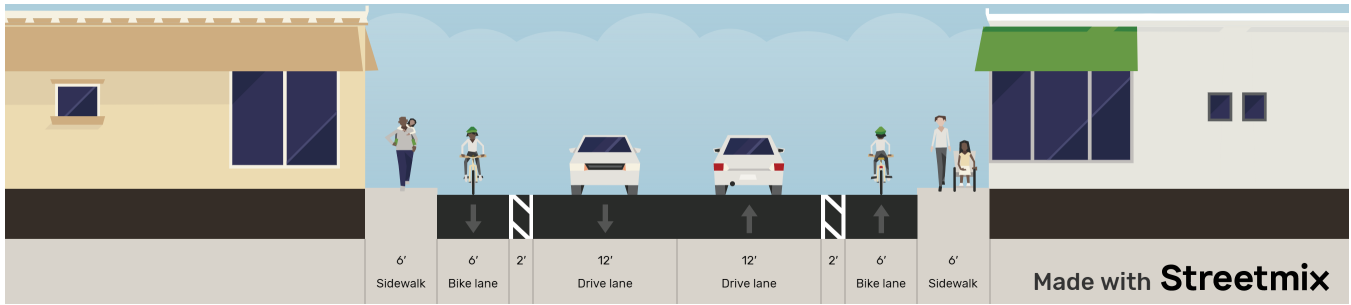 6′
Sidewalk
6′
Bike lane
2′
12′
Drive lane
12′
Drive lane
2′
6′
Bike lane
6′
Sidewalk
Made with Streetmix